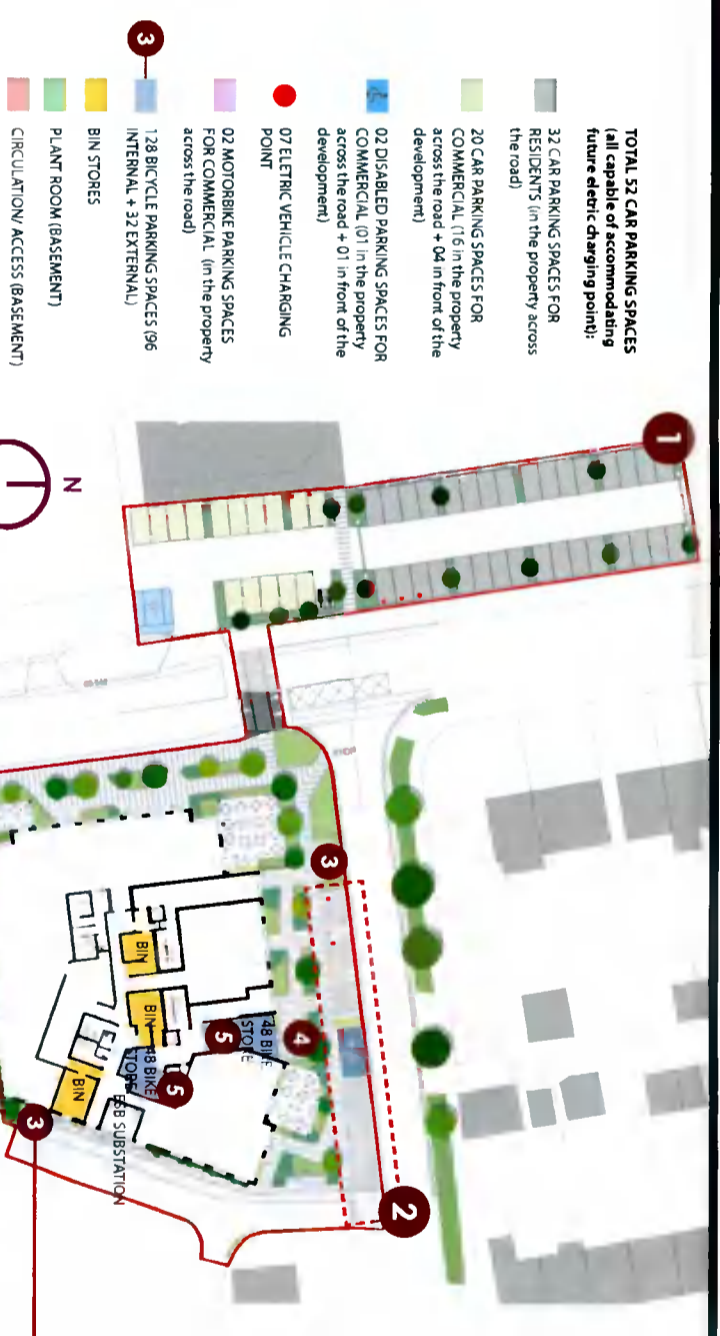 TOTAL 52 CAR PARKING SPACES
(all capable of accommodating
future eletric charging point):
32 CAR PARKING SPACES FOR
RESIDENTS (in the property across
the road)
20 CAR PARKING SPACES FOR
COMMERCIAL (16 in the property
across the road + 04 in front of the
development)
02 DISABLED PARKING SPACES FOR
COMMERCIAL (01 in the property
across the road + 01 in front of the
development)
07 ELETRIC VEHICLE CHARGING
POINT
02 MOTORBIKE PARKING SPACES
FOR COMMERCIAL (in the property
across the road)
3
128 BICYCLE PARKING SPACES (96
INTERNAL + 32 EXTERNAL)
BIN STORES
PLANT ROOM (BASEMENT)
CIRCULATION/ ACCESS (BASEMENT)
N
1
2
3
4
48 BIKE
STORE
5
BIN
BIN
48 BIKE
STORE
5
BIN
ESB SUBSTATION
3